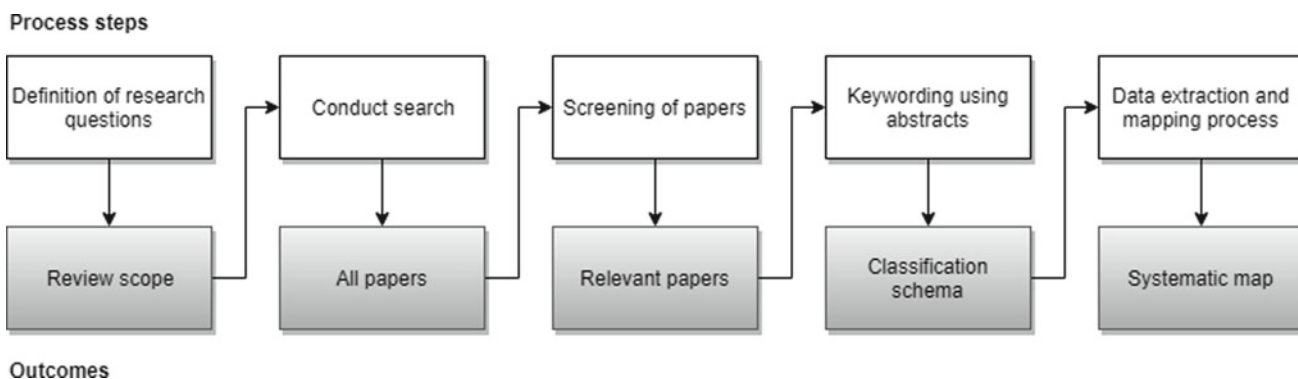 Process steps
Definition of research
questions
Conduct search
Screening of papers
Keywording using
abstracts
Data extraction and
mapping process
Review scope
All papers
Relevant papers
Classification
schema
Systematic map
Outcomes